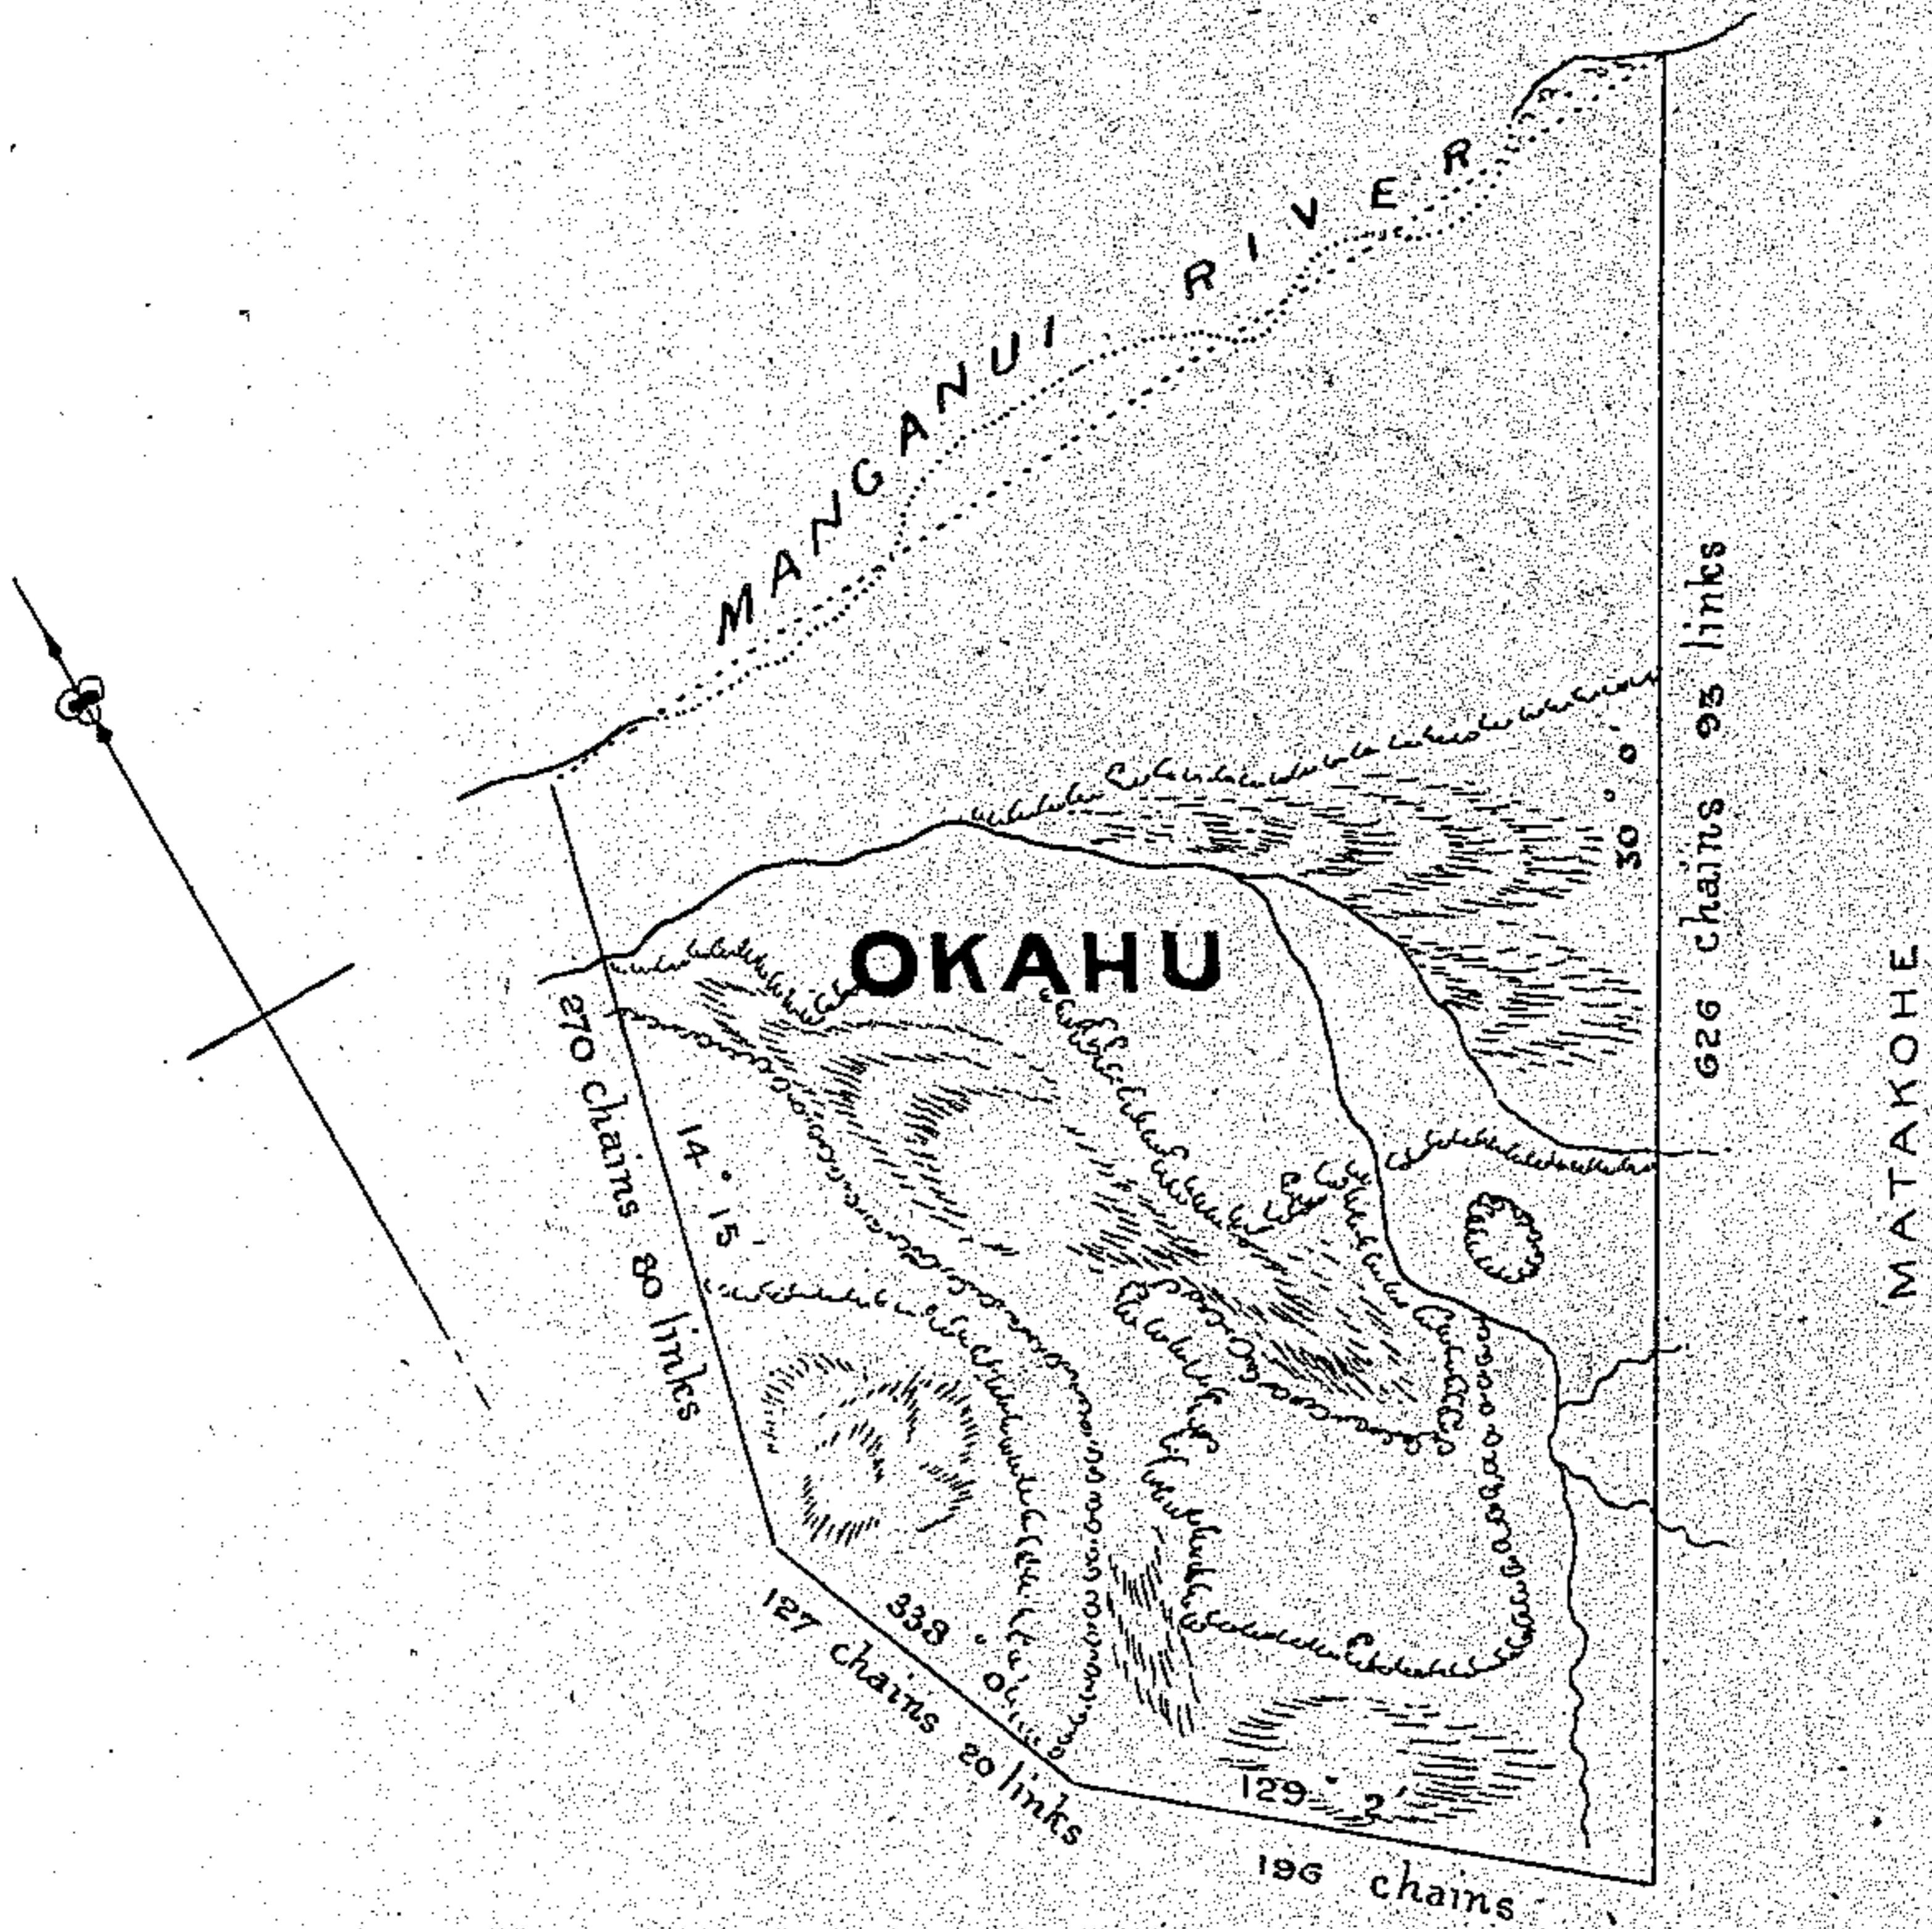 MANGANUI RIVER
OKAHU
30° 0'
626 chains 93 links
MATAKOHE
270 chains 80 links
14° 15'
338° 0'
127 chains 20 links
129° 2'
196 chains